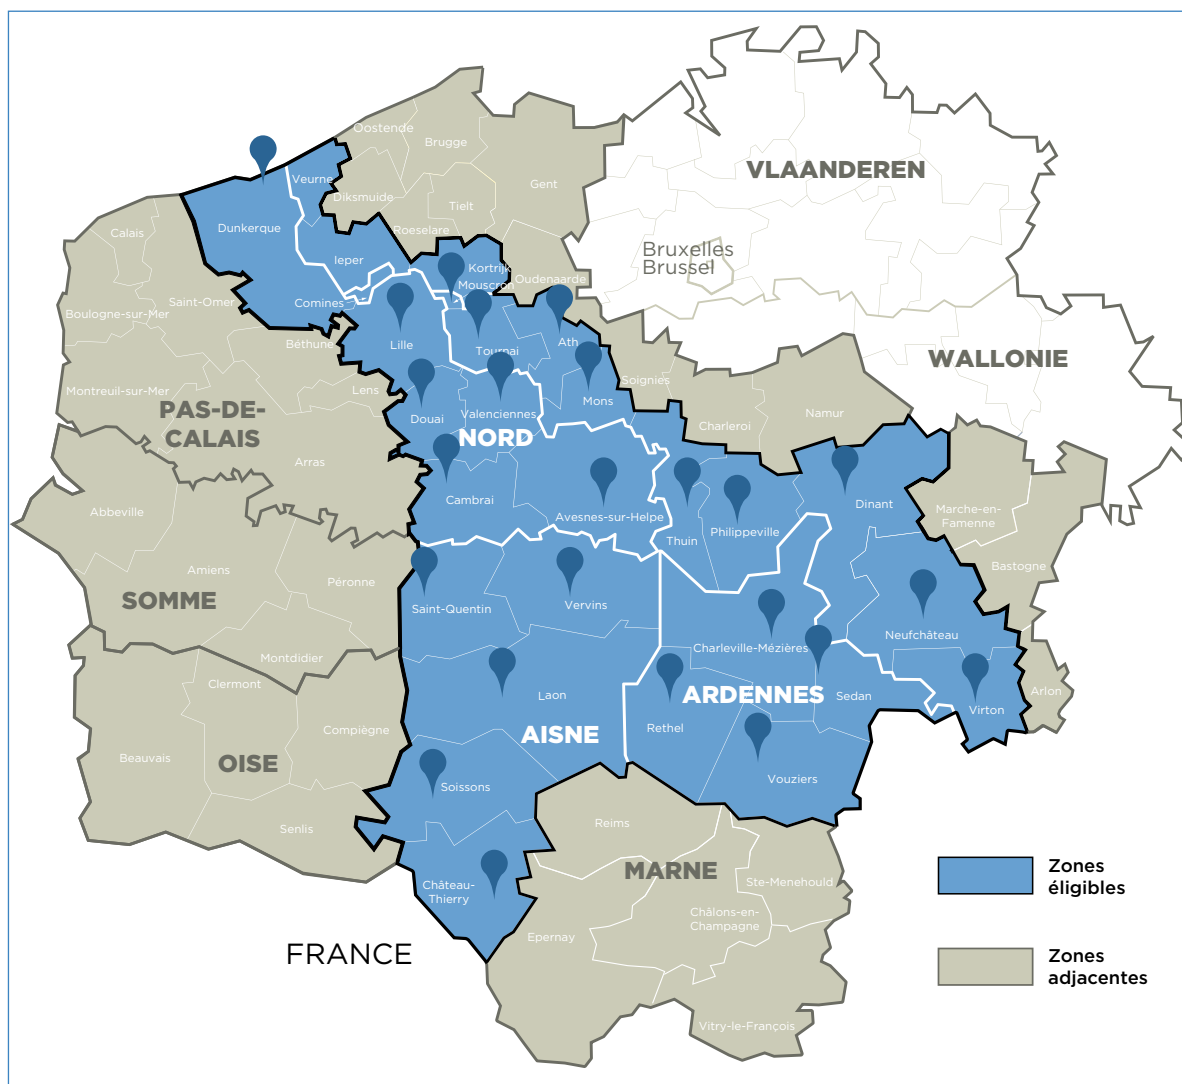 Oostende
Brugge
VLAANDEREN
Veurne
Gent
Diksmuide
Tielt
Dunkerque
Calais
Roeselare
Bruxelles
Brussel
Ieper
Kortrijk
Oudenaarde
Mouscron
Saint-Omer
Comines
Boulogne-sur-Mer
Béthune
Lille
Tournai
Ath
WALLONIE
Soignies
Montreuil-sur-Mer
Lens
Mons
PAS-DE-
CALAIS
Douai
Valenciennes
Namur
Charleroi
NORD
Arras
Cambrai
Dinant
Abbeville
Avesnes-sur-Helpe
Marche-en-
Famenne
Thuin
Philippeville
Amiens
Péronne
Bastogne
SOMME
Saint-Quentin
Vervins
Neufchâteau
Montdidier
Charleville-Mézières
Clermont
Laon
ARDENNES
Sedan
Arlon
Virton
Compiègne
Rethel
AISNE
Beauvais
OISE
Vouziers
Soissons
Senlis
Reims
MARNE
Zones
éligibles
Château-
Thierry
Ste-Menehould
Châlons-en-
Champagne
Epernay
FRANCE
Zones
adjacentes
Vitry-le-François